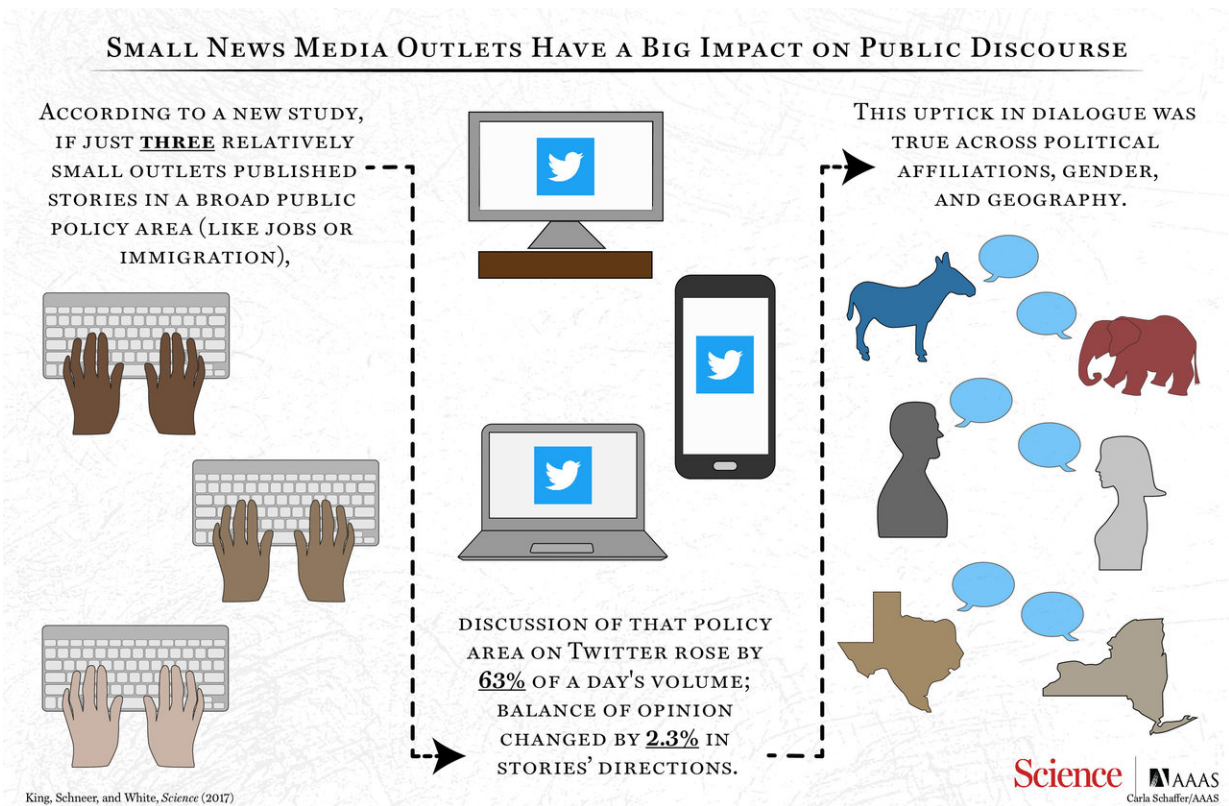 Small News Media Outlets Have a Big Impact on Public Discourse
According to a new study,
if just three relatively
small outlets published
stories in a broad public
policy area (like jobs or
immigration),
discussion of that policy
area on Twitter rose by
63% of a day's volume;
balance of opinion
changed by 2.3% in
stories’ directions.
This uptick in dialogue was
true across political
affiliations, gender,
and geography.
King, Schneer, and White, Science (2017)
Science
AAAS
Carla Schaffer/AAAS